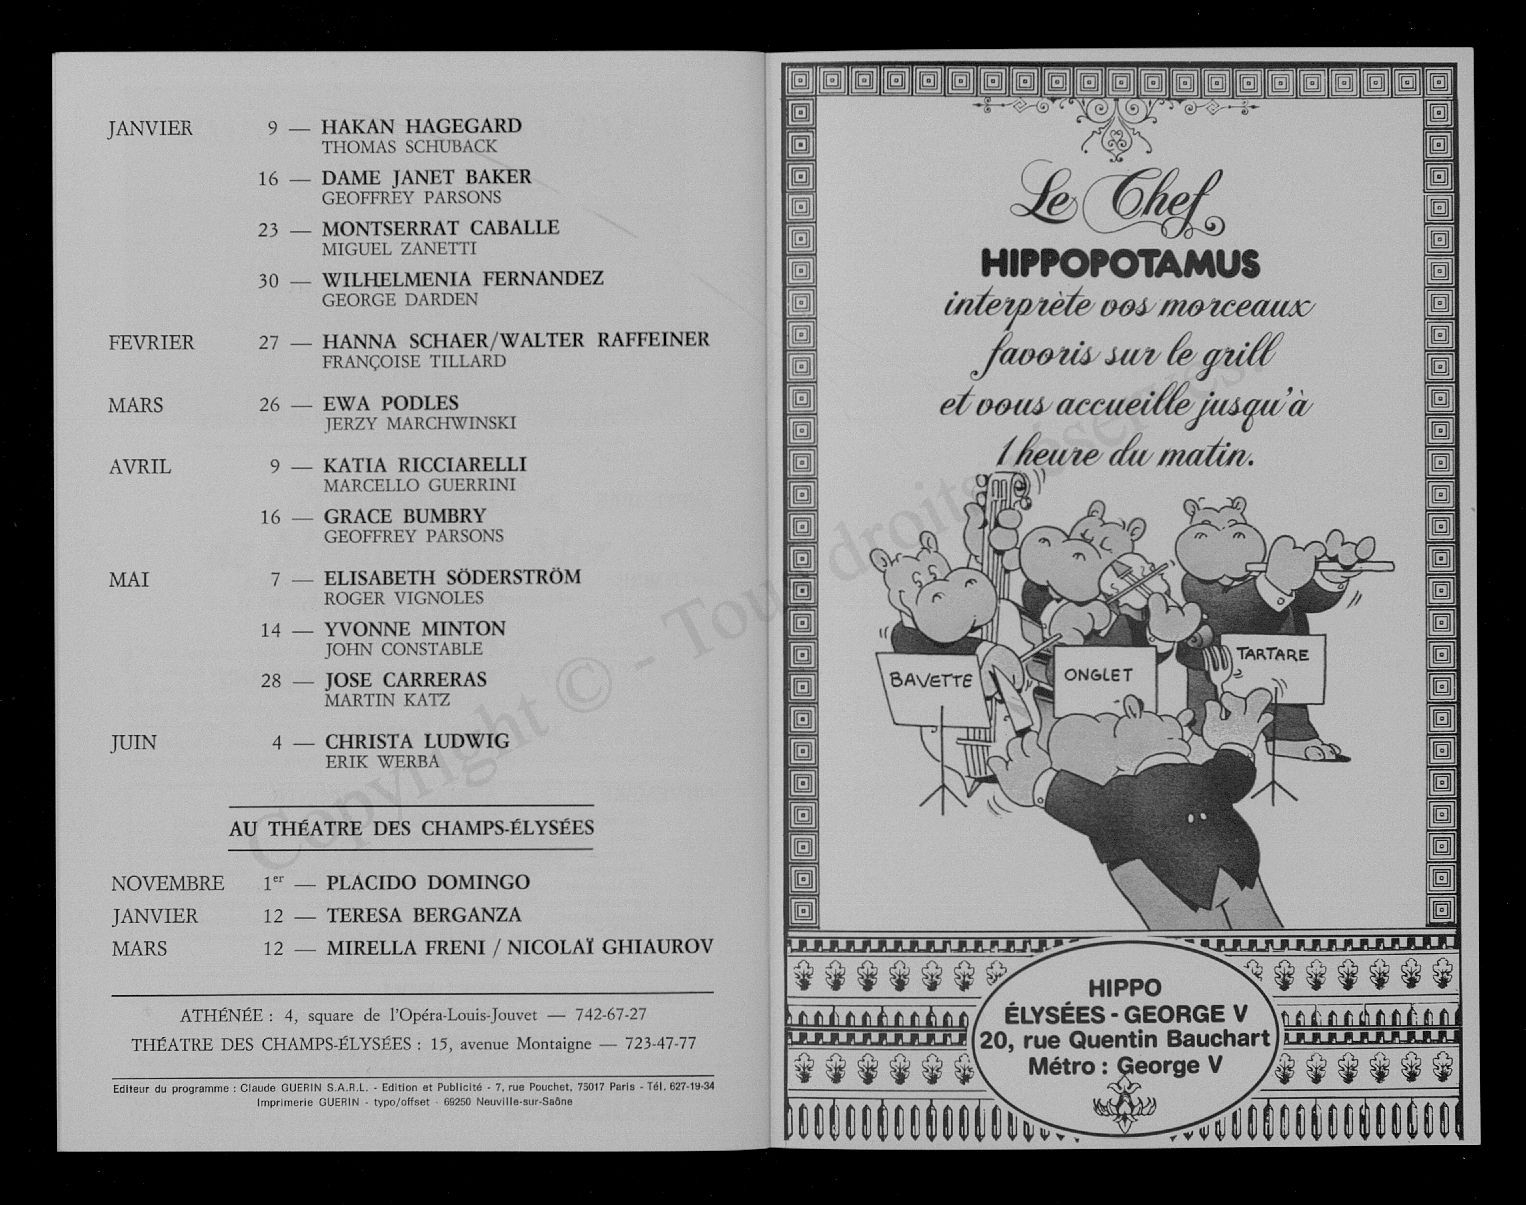 JANVIER 9 — HAKAN HAGEGARD
THOMAS SCHUBACK
16 — DAME JANET BAKER
GEOFFREY PARSONS
23 — MONTSERRAT CABALLE
MIGUEL ZANETTI
30 — WILHELMENIA FERNANDEZ
GEORGE DARDEN
FEVRIER 27 — HANNA SCHAER/WALTER RAFFEINER
FRANÇOISE TILLARD
MARS 26 — EWA PODLES
JERZY MARCHWINSKI
AVRIL 9 — KATIA RICCIARELLI
MARCELLO GUERRINI
16 — GRACE BUMBRY
GEOFFREY PARSONS
MAI 7 — ELISABETH SÖDERSTRÖM
ROGER VIGNOLES
14 — YVONNE MINTON
JOHN CONSTABLE
28 — JOSE CARRERAS
MARTIN KATZ
JUIN 4 — CHRISTA LUDWIG
ERIK WERBA
AU THÉATRE DES CHAMPS-ÉLYSÉES
NOVEMBRE 1er — PLACIDO DOMINGO
JANVIER 12 — TERESA BERGANZA
MARS 12 — MIRELLA FRENI / NICOLAÏ GHIAUROV
ATHÉNÉE : 4, square de l'Opéra-Louis-Jouvet — 742-67-27
THÉATRE DES CHAMPS-ÉLYSÉES : 15, avenue Montaigne — 723-47-77
Editeur du programme : Claude GUERIN S.A.R.L. - Edition et Publicité - 7, rue Pouchet, 75017 Paris - Tél. 627-19-34
Imprimerie GUERIN - typo/offset - 69250 Neuville-sur-Saône
Le Chef
HIPPOPOTAMUS
interprète vos morceaux
favoris sur le grill
et vous accueille jusqu'à
1 heure du matin.
BAVETTE
ONGLET
TARTARE
HIPPO
ÉLYSÉES - GEORGE V
20, rue Quentin Bauchart
Métro : George V
Copyright © - Tous droits réservés